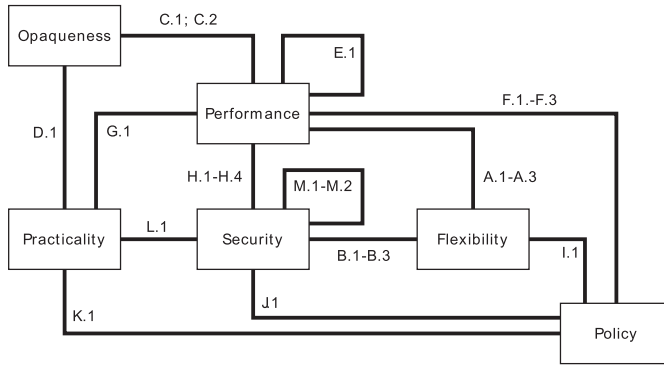 C.1; C.2
Opaqueness
E.1
Performance
F.1.-F.3
D.1
G.1
H.1-H.4
M.1-M.2
A.1-A.3
Practicality
L.1
Security
B.1-B.3
Flexibility
I.1
K.1
J.1
Policy